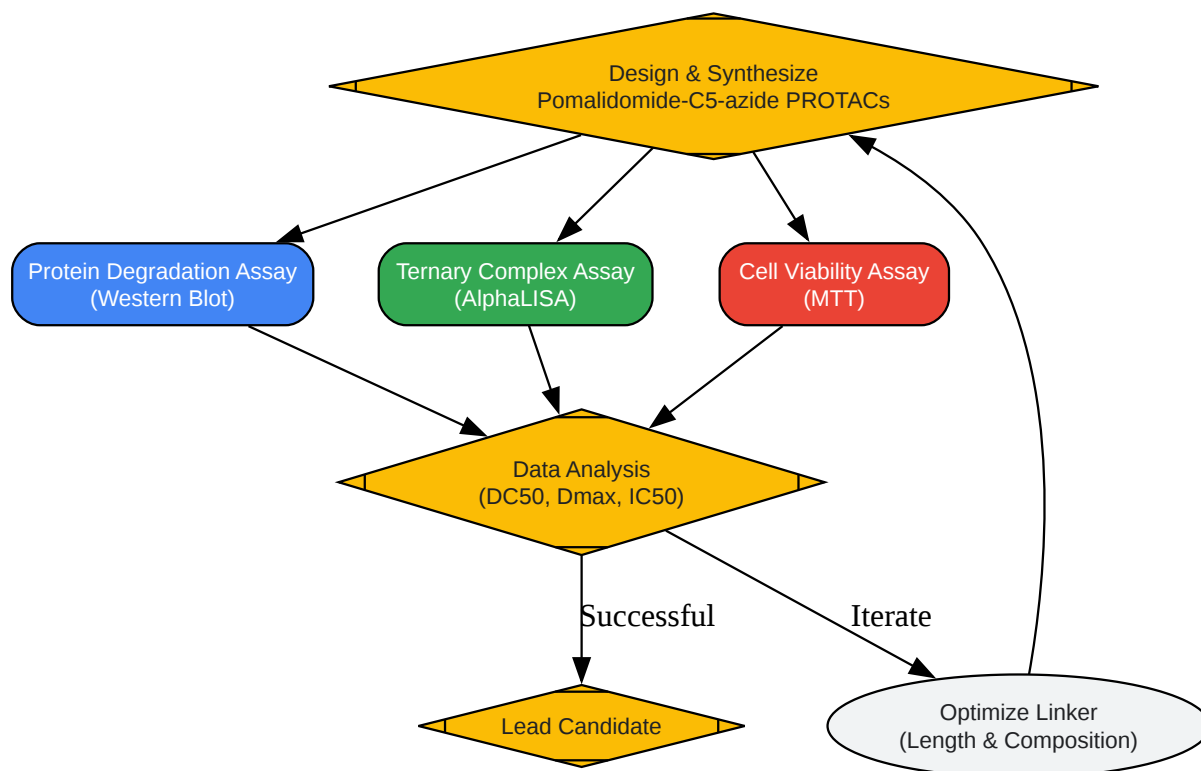 Design & Synthesize
Pomalidomide-C5-azide PROTACs
Protein Degradation Assay
(Western Blot)
Ternary Complex Assay
(AlphaLISA)
Cell Viability Assay
(MTT)
Data Analysis
(DC50, Dmax, IC50)
Successful
Iterate
Lead Candidate
Optimize Linker
(Length & Composition)